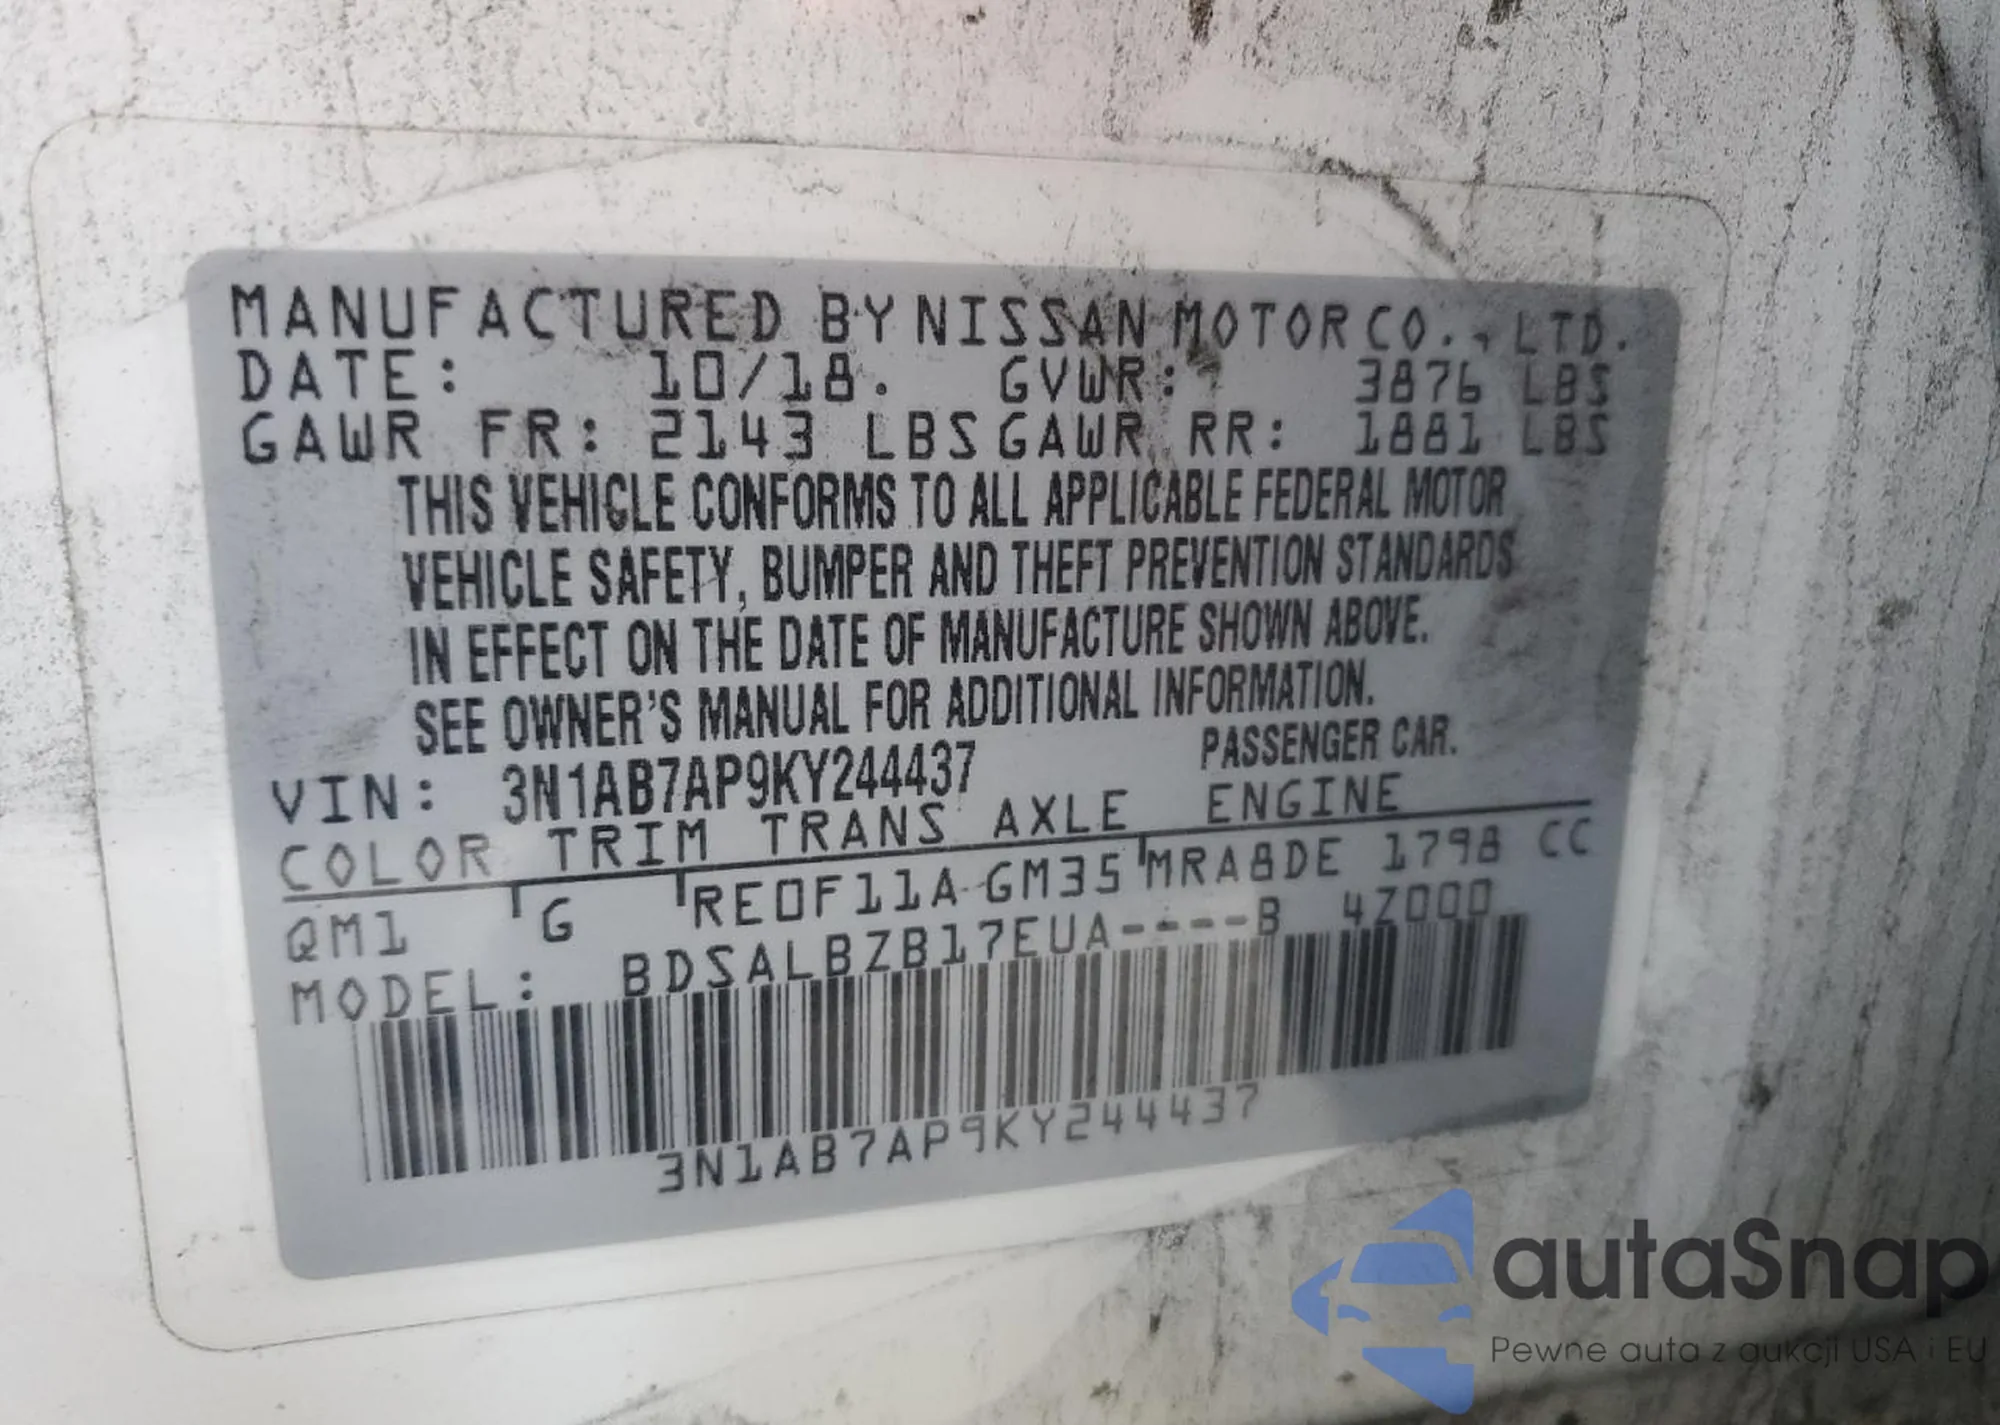 MANUFACTURED BY NISSAN MOTOR CO., LTD.
DATE: 10/18. GVWR: 3876 LBS
GAWR FR: 2143 LBS GAWR RR: 1881 LBS
THIS VEHICLE CONFORMS TO ALL APPLICABLE FEDERAL MOTOR
VEHICLE SAFETY, BUMPER AND THEFT PREVENTION STANDARDS
IN EFFECT ON THE DATE OF MANUFACTURE SHOWN ABOVE.
SEE OWNER'S MANUAL FOR ADDITIONAL INFORMATION.
VIN: 3N1AB7AP9KY244437 PASSENGER CAR.
COLOR TRIM TRANS AXLE ENGINE
QM1 G RE0F11A-GM35 MRA8DE 1798 CC
MODEL: BDSALBZB17EUA----B 4Z000
3N1AB7AP9KY244437
autaSnap
Pewne auta z aukcji USA i EU